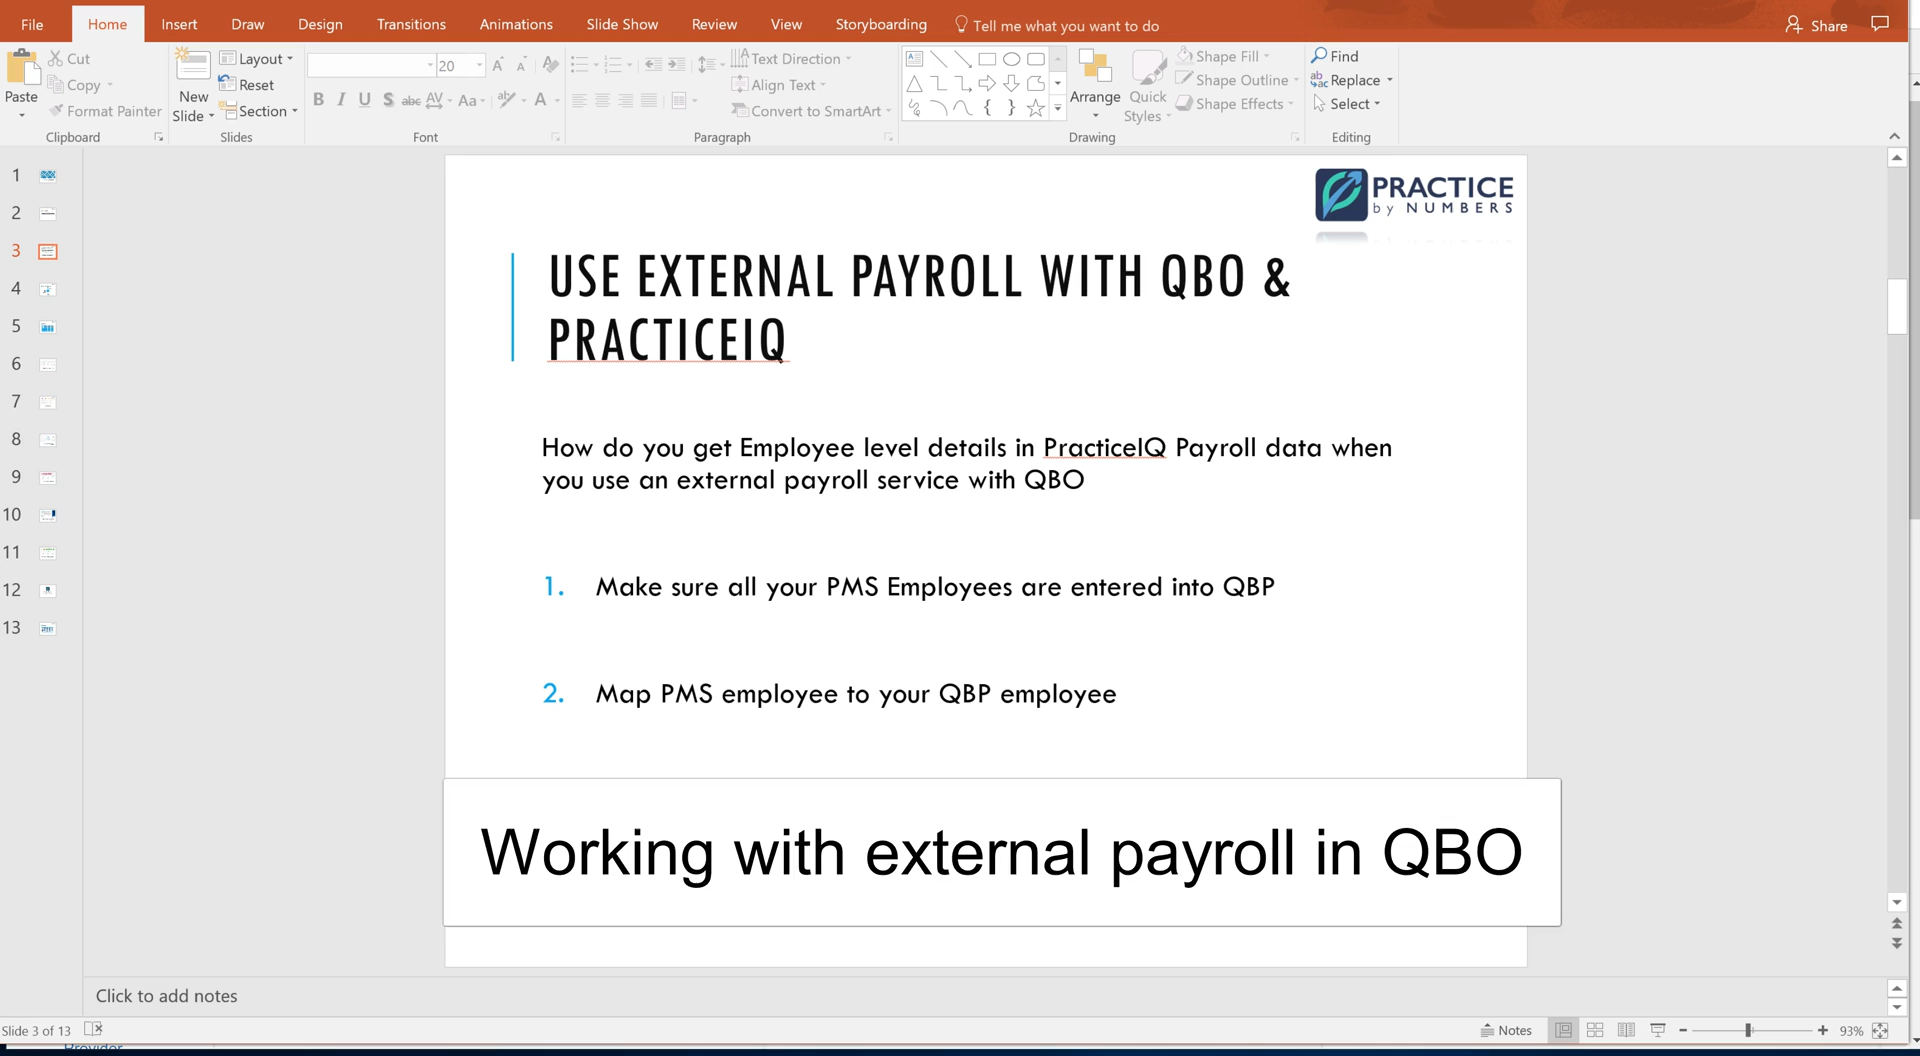 File Home Insert Draw Design Transitions Animations Slide Show Review View Storyboarding Tell me what you want to do Share
Cut Layout 20 Text Direction Shape Fill Find
Copy Reset Align Text Shape Outline Replace
Paste Format Painter New Slide Section B I U S abc AV Aa A Convert to SmartArt Arrange Quick Styles Shape Effects Select
Clipboard Slides Font Paragraph Drawing Editing
1
2
3
4
5
6
7
8
9
10
11
12
13
PRACTICE
by NUMBERS
USE EXTERNAL PAYROLL WITH QBO &
PRACTICEIQ
How do you get Employee level details in PracticeIQ Payroll data when
you use an external payroll service with QBO
1. Make sure all your PMS Employees are entered into QBP
2. Map PMS employee to your QBP employee
Working with external payroll in QBO
Click to add notes
Slide 3 of 13 Notes 93%
Provider